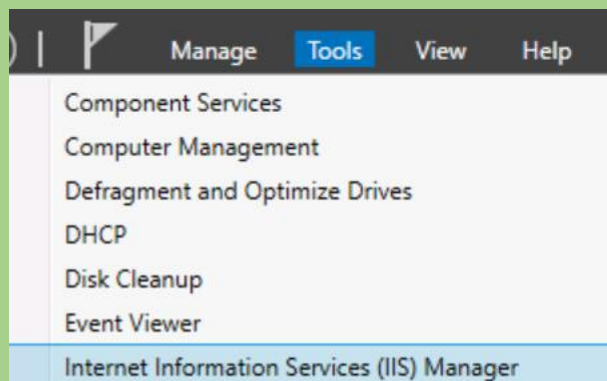 Manage Tools View Help
Component Services
Computer Management
Defragment and Optimize Drives
DHCP
Disk Cleanup
Event Viewer
Internet Information Services (IIS) Manager